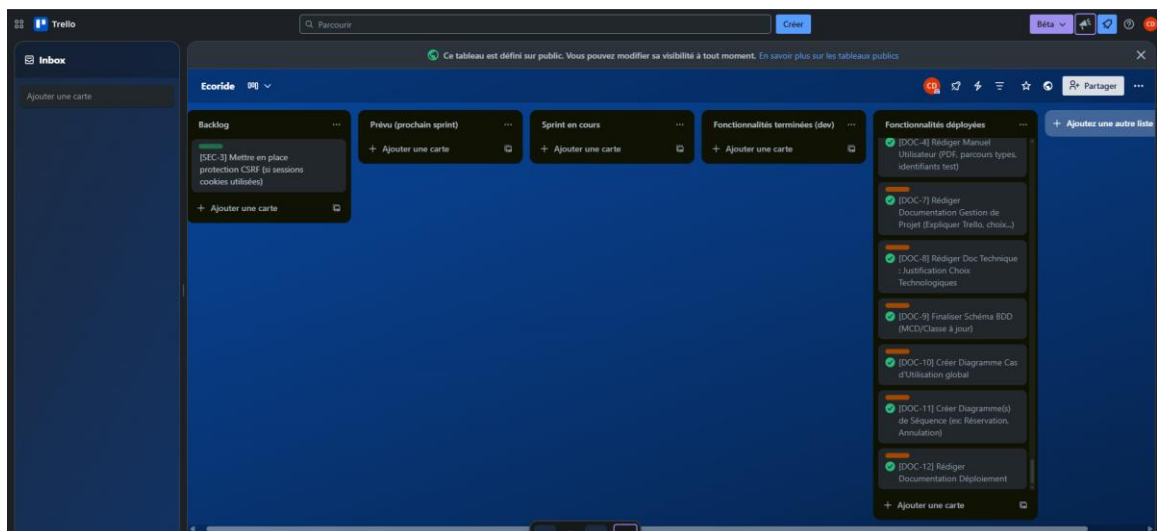 Trello
Parcourir
Créer
Bêta
CD
Inbox
Ajouter une carte
Ce tableau est défini sur public. Vous pouvez modifier sa visibilité à tout moment. En savoir plus sur les tableaux publics
Ecoride
CD
Partager
Backlog
[SEC-3] Mettre en place
protection CSRF (si sessions
cookies utilisées)
+ Ajouter une carte
Prévu (prochain sprint)
+ Ajouter une carte
Sprint en cours
+ Ajouter une carte
Fonctionnalités terminées (dev)
+ Ajouter une carte
Fonctionnalités déployées
[DOC-4] Rédiger Manuel
Utilisateur (PDF, parcours types,
identifiants test)
[DOC-7] Rédiger
Documentation Gestion de
Projet (Expliquer Trello, choix...)
[DOC-8] Rédiger Doc Technique
: Justification Choix
Technologiques
[DOC-9] Finaliser Schéma BDD
(MCD/Classe à jour)
[DOC-10] Créer Diagramme Cas
d'Utilisation global
[DOC-11] Créer Diagramme(s)
de Séquence (ex: Réservation,
Annulation)
[DOC-12] Rédiger
Documentation Déploiement
+ Ajouter une carte
+ Ajoutez une autre liste